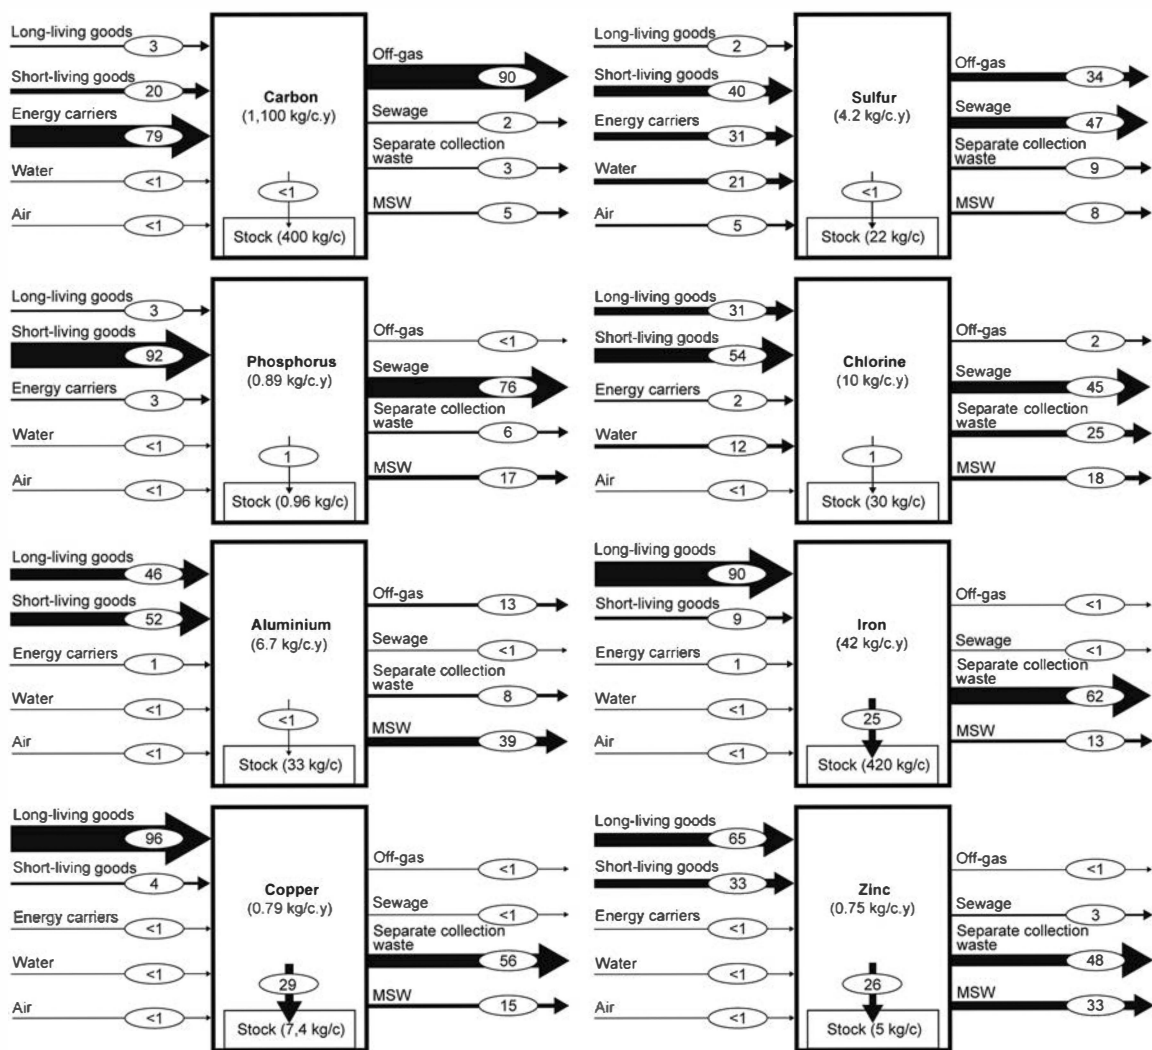 Long-living goods
3
Short-living goods
20
Energy carriers
79
Water
<1
Air
<1
Carbon
(1,100 kg/c.y)
<1
Stock (400 kg/c)
Off-gas
90
Sewage
2
Separate collection
waste
3
MSW
5
Long-living goods
2
Short-living goods
40
Energy carriers
31
Water
21
Air
5
Sulfur
(4.2 kg/c.y)
<1
Stock (22 kg/c)
Off-gas
34
Sewage
47
Separate collection
waste
9
MSW
8
Long-living goods
3
Short-living goods
92
Energy carriers
3
Water
<1
Air
<1
Phosphorus
(0.89 kg/c.y)
1
Stock (0.96 kg/c)
Off-gas
<1
Sewage
76
Separate collection
waste
6
MSW
17
Long-living goods
31
Short-living goods
54
Energy carriers
2
Water
12
Air
<1
Chlorine
(10 kg/c.y)
1
Stock (30 kg/c)
Off-gas
2
Sewage
45
Separate collection
waste
25
MSW
18
Long-living goods
46
Short-living goods
52
Energy carriers
1
Water
<1
Air
<1
Aluminium
(6.7 kg/c.y)
<1
Stock (33 kg/c)
Off-gas
13
Sewage
<1
Separate collection
waste
8
MSW
39
Long-living goods
90
Short-living goods
9
Energy carriers
1
Water
<1
Air
<1
Iron
(42 kg/c.y)
25
Stock (420 kg/c)
Off-gas
<1
Sewage
<1
Separate collection
waste
62
MSW
13
Long-living goods
96
Short-living goods
4
Energy carriers
<1
Water
<1
Air
<1
Copper
(0.79 kg/c.y)
29
Stock (7,4 kg/c)
Off-gas
<1
Sewage
<1
Separate collection
waste
56
MSW
15
Long-living goods
65
Short-living goods
33
Energy carriers
<1
Water
<1
Air
<1
Zinc
(0.75 kg/c.y)
26
Stock (5 kg/c)
Off-gas
<1
Sewage
3
Separate collection
waste
48
MSW
33